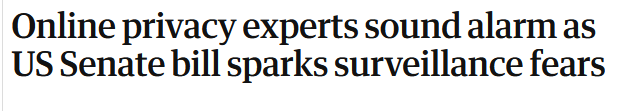 Online privacy experts sound alarm as
US Senate bill sparks surveillance fears